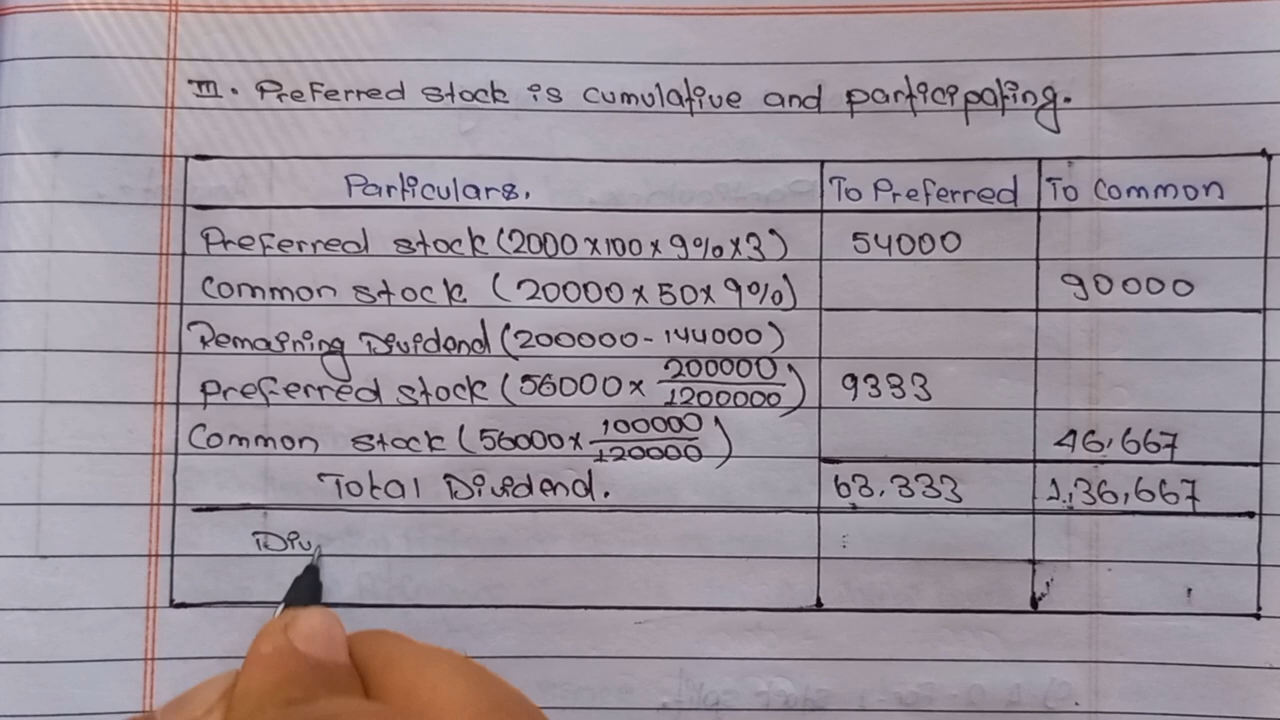 III. Preferred stock is cumulative and participating.
Particulars. To Preferred To Common
Preferred stock (2000×100×9%×3) 54000
Common stock (20000×50×9%) 90000
Remaining Dividend (200000-144000)
Preferred stock (56000× 200000/1200000) 9333
Common stock (56000× 100000/120000) 46,667
Total Dividend. 63,333 1,36,667
Div